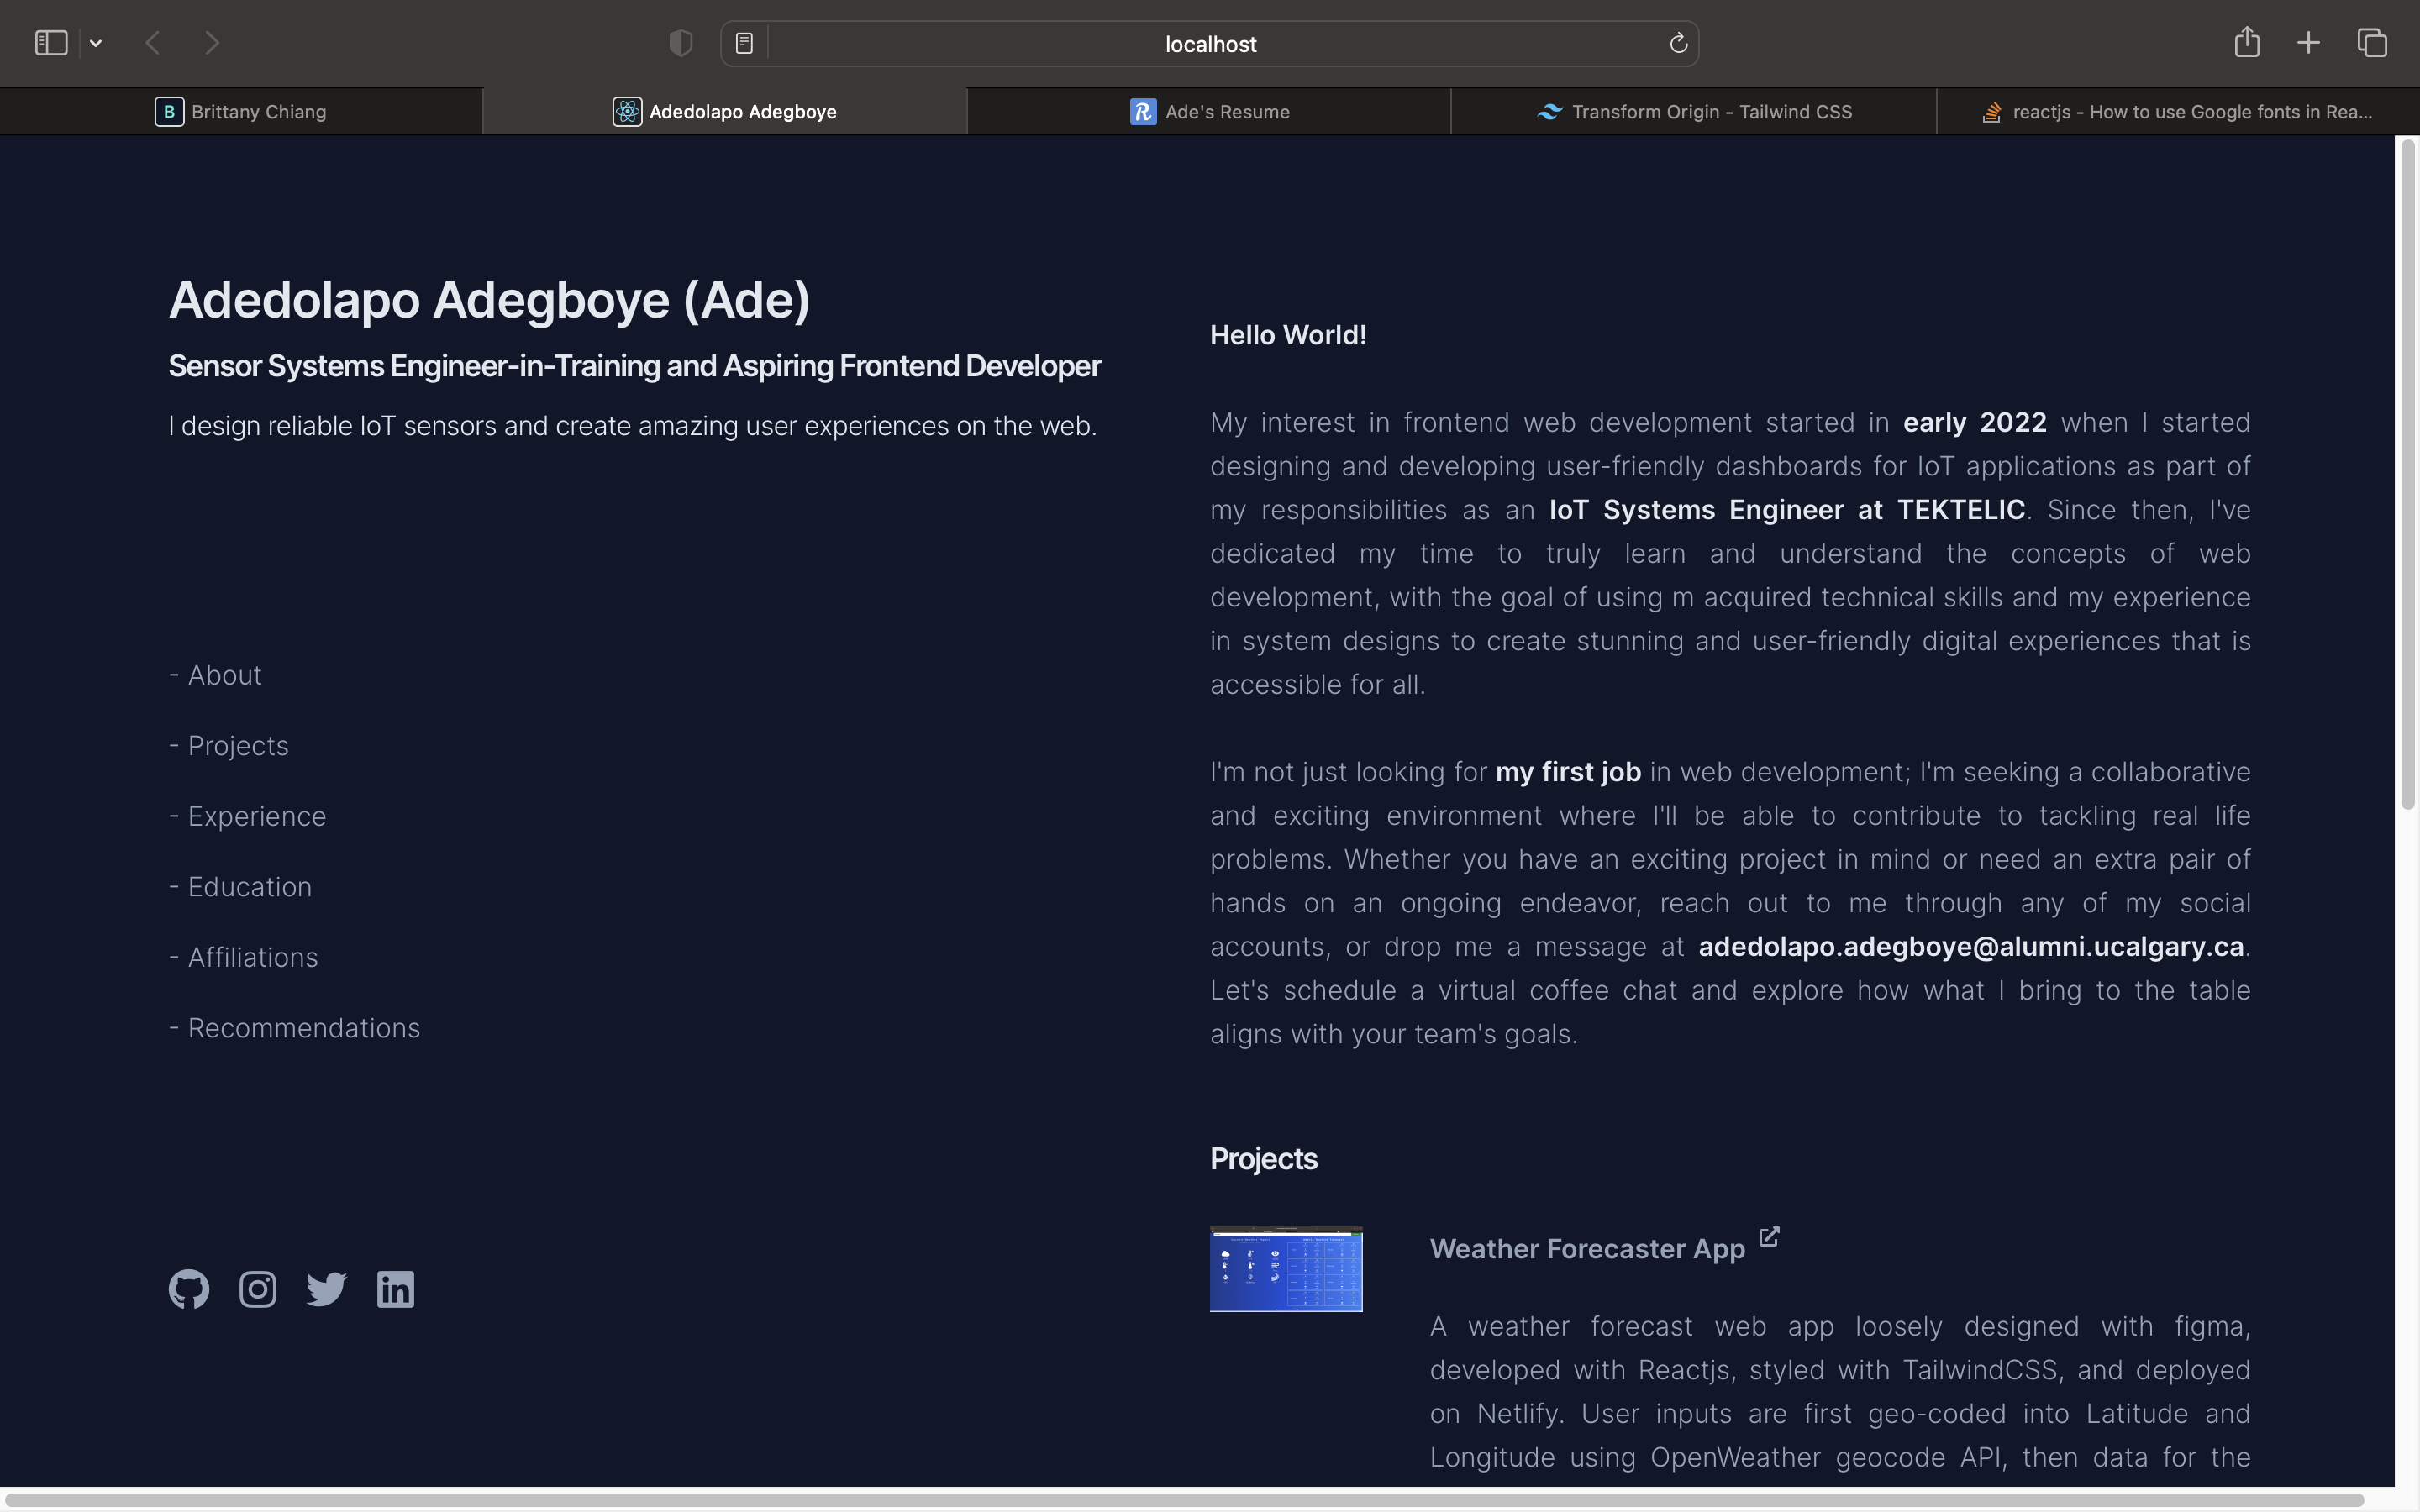 localhost
B Brittany Chiang
Adedolapo Adegboye
R Ade's Resume
Transform Origin - Tailwind CSS
reactjs - How to use Google fonts in Rea...
Adedolapo Adegboye (Ade)
Sensor Systems Engineer-in-Training and Aspiring Frontend Developer
I design reliable IoT sensors and create amazing user experiences on the web.
- About
- Projects
- Experience
- Education
- Affiliations
- Recommendations
in
Hello World!
My interest in frontend web development started in early 2022 when I started
designing and developing user-friendly dashboards for IoT applications as part of
my responsibilities as an IoT Systems Engineer at TEKTELIC. Since then, I've
dedicated my time to truly learn and understand the concepts of web
development, with the goal of using m acquired technical skills and my experience
in system designs to create stunning and user-friendly digital experiences that is
accessible for all.
I'm not just looking for my first job in web development; I'm seeking a collaborative
and exciting environment where I'll be able to contribute to tackling real life
problems. Whether you have an exciting project in mind or need an extra pair of
hands on an ongoing endeavor, reach out to me through any of my social
accounts, or drop me a message at adedolapo.adegboye@alumni.ucalgary.ca.
Let's schedule a virtual coffee chat and explore how what I bring to the table
aligns with your team's goals.
Projects
Weather Forecaster App
A weather forecast web app loosely designed with figma,
developed with Reactjs, styled with TailwindCSS, and deployed
on Netlify. User inputs are first geo-coded into Latitude and
Longitude using OpenWeather geocode API, then data for the